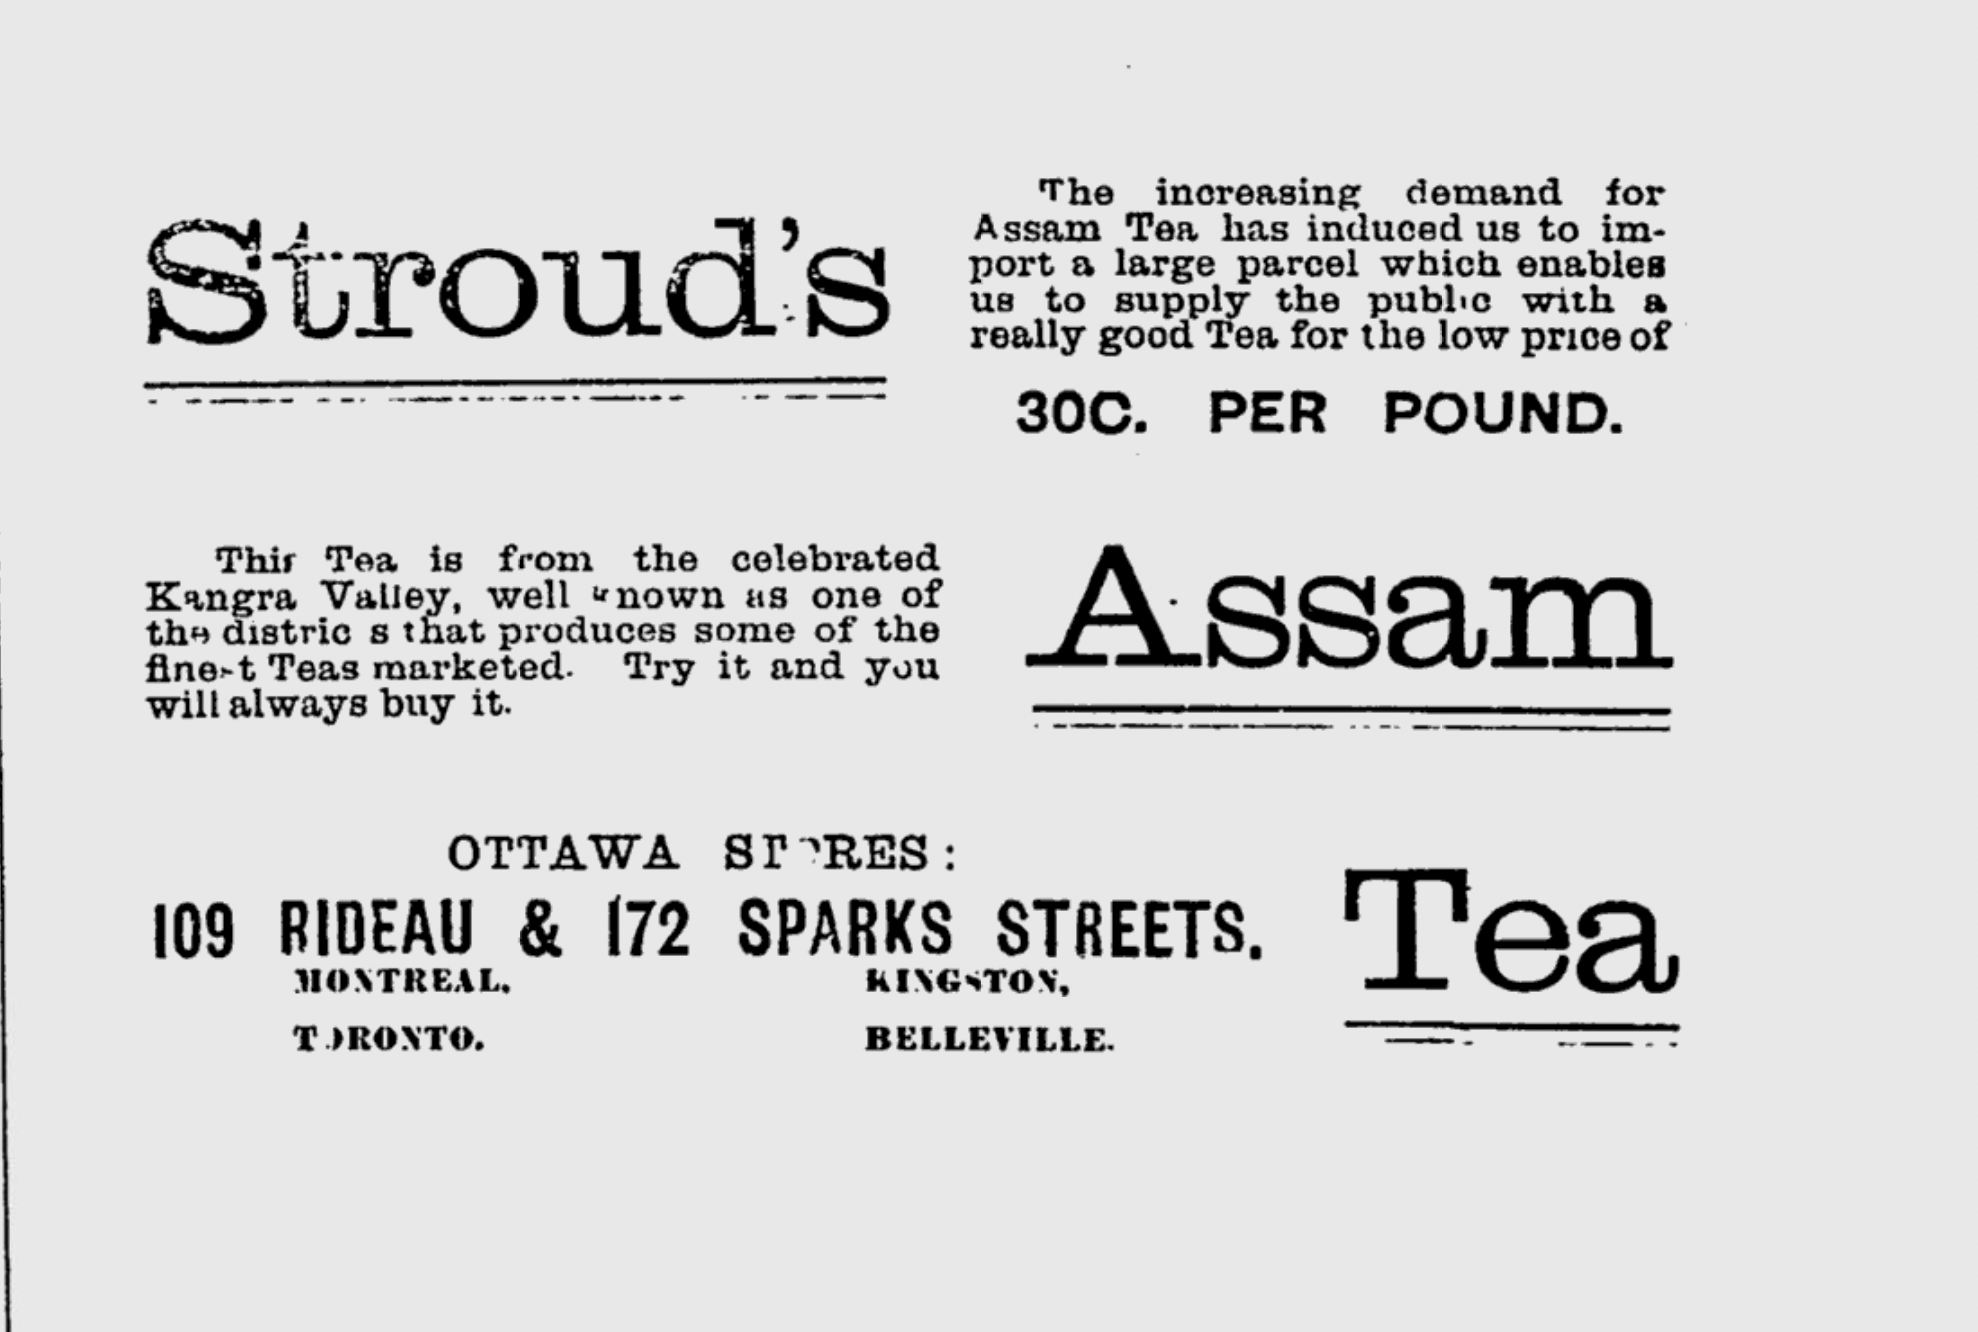 Stroud's
The increasing demand for
Assam Tea has induced us to im-
port a large parcel which enables
us to supply the public with a
really good Tea for the low price of
30C. PER POUND.
This Tea is from the celebrated
Kangra Valley, well known as one of
the districts that produces some of the
finest Teas marketed. Try it and you
will always buy it.
Assam
OTTAWA STORES:
109 RIDEAU & 172 SPARKS STREETS.
MONTREAL, KINGSTON,
TORONTO. BELLEVILLE.
Tea